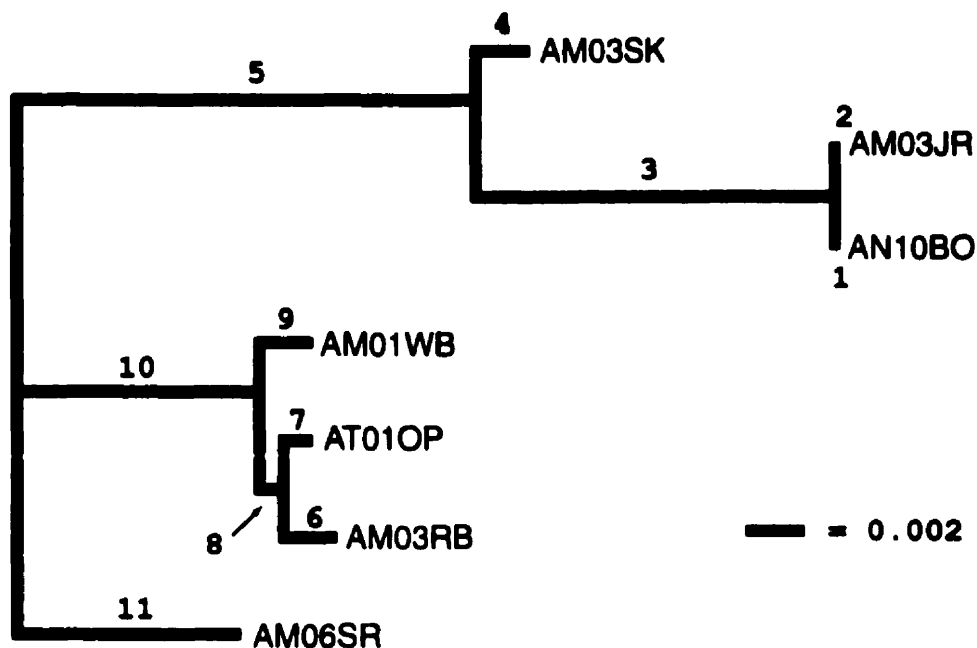 4
AM03SK
5
2
AM03JR
3
AN10BO
1
9
AM01WB
10
7
AT01OP
8
6
AM03RB
= 0.002
11
AM06SR